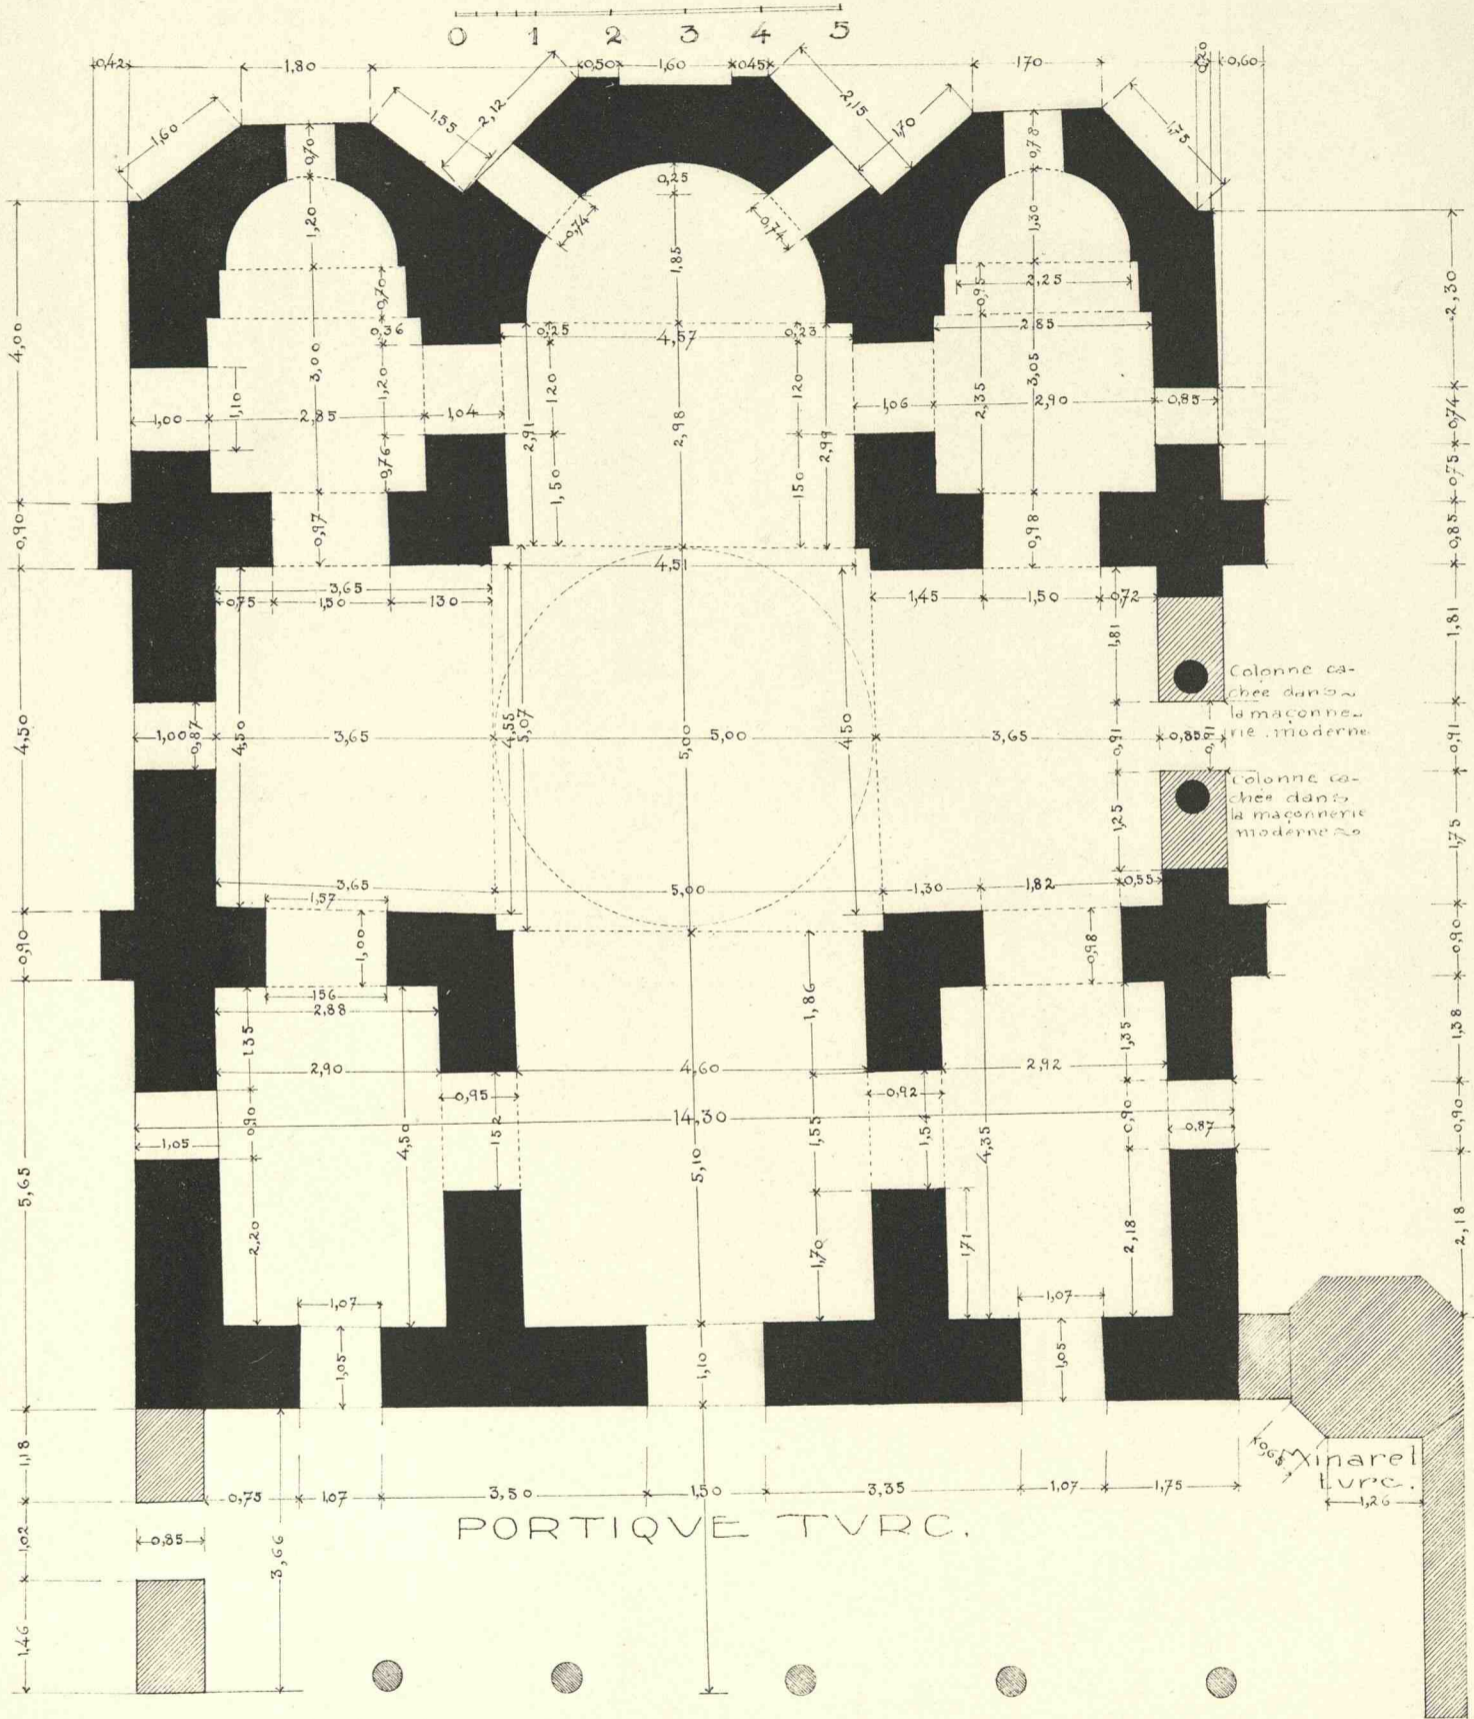 0 1 2 3 4 5
0,42 1,80 0,50 1,60 0,45 1,70 0,20 0,60
1,60 1,55 2,12 2,15 1,70 1,75
0,70 0,25 0,78
0,74 0,74
1,20 1,85 1,30
0,70 0,95 2,25
0,36 0,25 4,57 0,23 2,85
4,00 3,00 1,20 1,20 120 3,05 2,30
1,00 1,10 2,85 1,04 2,91 2,98 2,99 1,06 2,35 2,90 0,85 0,74
0,76 1,50 150 0,75
0,90 0,97 0,98 0,85
3,65 4,51
0,75 1,50 130 1,45 1,50 0,72
1,81 1,81
Colonne ca-
chée dans
la maçonne-
rie moderne
4,50 1,00 0,87 4,50 3,65 4,55 5,07 5,00 5,00 4,50 3,65 0,91 0,85 0,91 0,91
Colonne ca-
chée dans
la maçonnerie
moderne
1,25 1,75
3,65 5,00 1,30 1,82 0,55
1,57
0,90 1,00 0,98 0,90
156
2,88 1,86
1,35 1,35 1,38
2,90 4,60 2,92
0,95 0,92
0,90 14,30 0,90 0,90
1,05 4,50 152 1,55 1,54 4,35 0,87
5,65 5,10
2,20 1,70 1,71 2,18 2,18
1,07 1,07
1,05 1,10 1,05
1,18 Minaret
turc.
0,75 1,07 3,50 1,50 3,35 1,07 1,75 1,26
PORTIQVE TVRC.
1,02 0,85 3,66
1,46